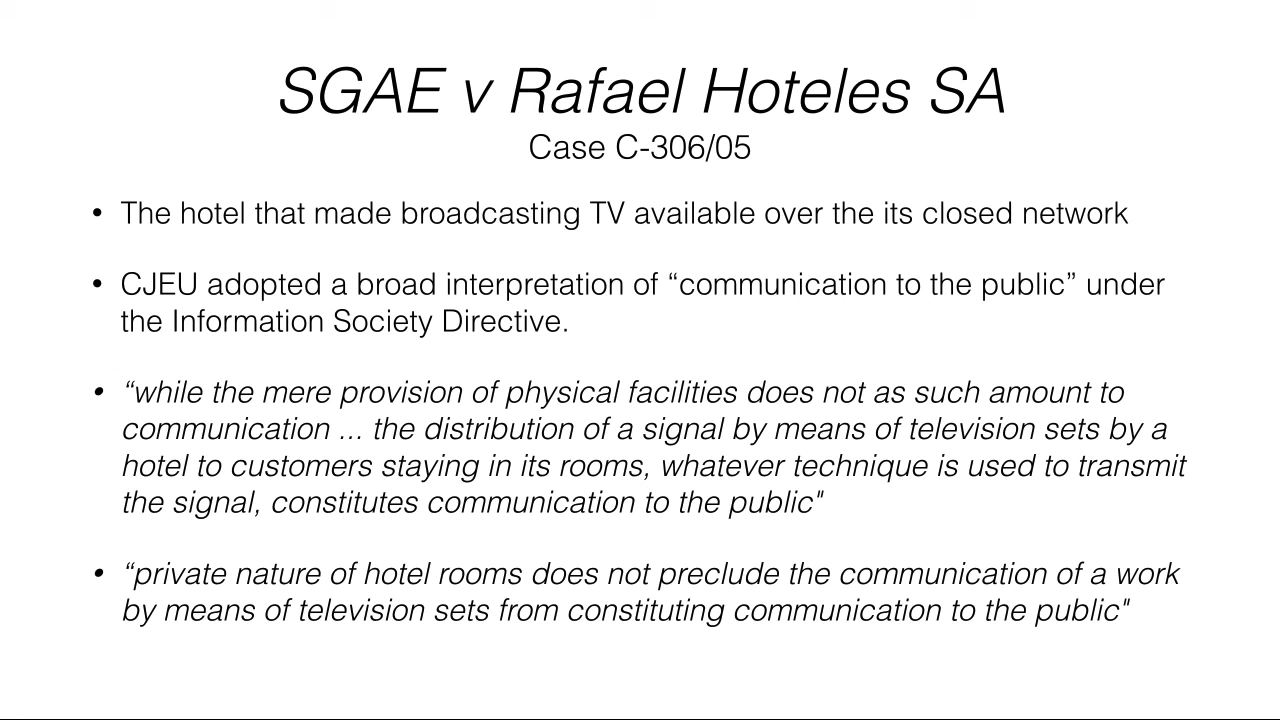 SGAE v Rafael Hoteles SA
Case C-306/05
• The hotel that made broadcasting TV available over the its closed network
• CJEU adopted a broad interpretation of “communication to the public” under
the Information Society Directive.
• “while the mere provision of physical facilities does not as such amount to
communication ... the distribution of a signal by means of television sets by a
hotel to customers staying in its rooms, whatever technique is used to transmit
the signal, constitutes communication to the public"
• “private nature of hotel rooms does not preclude the communication of a work
by means of television sets from constituting communication to the public"